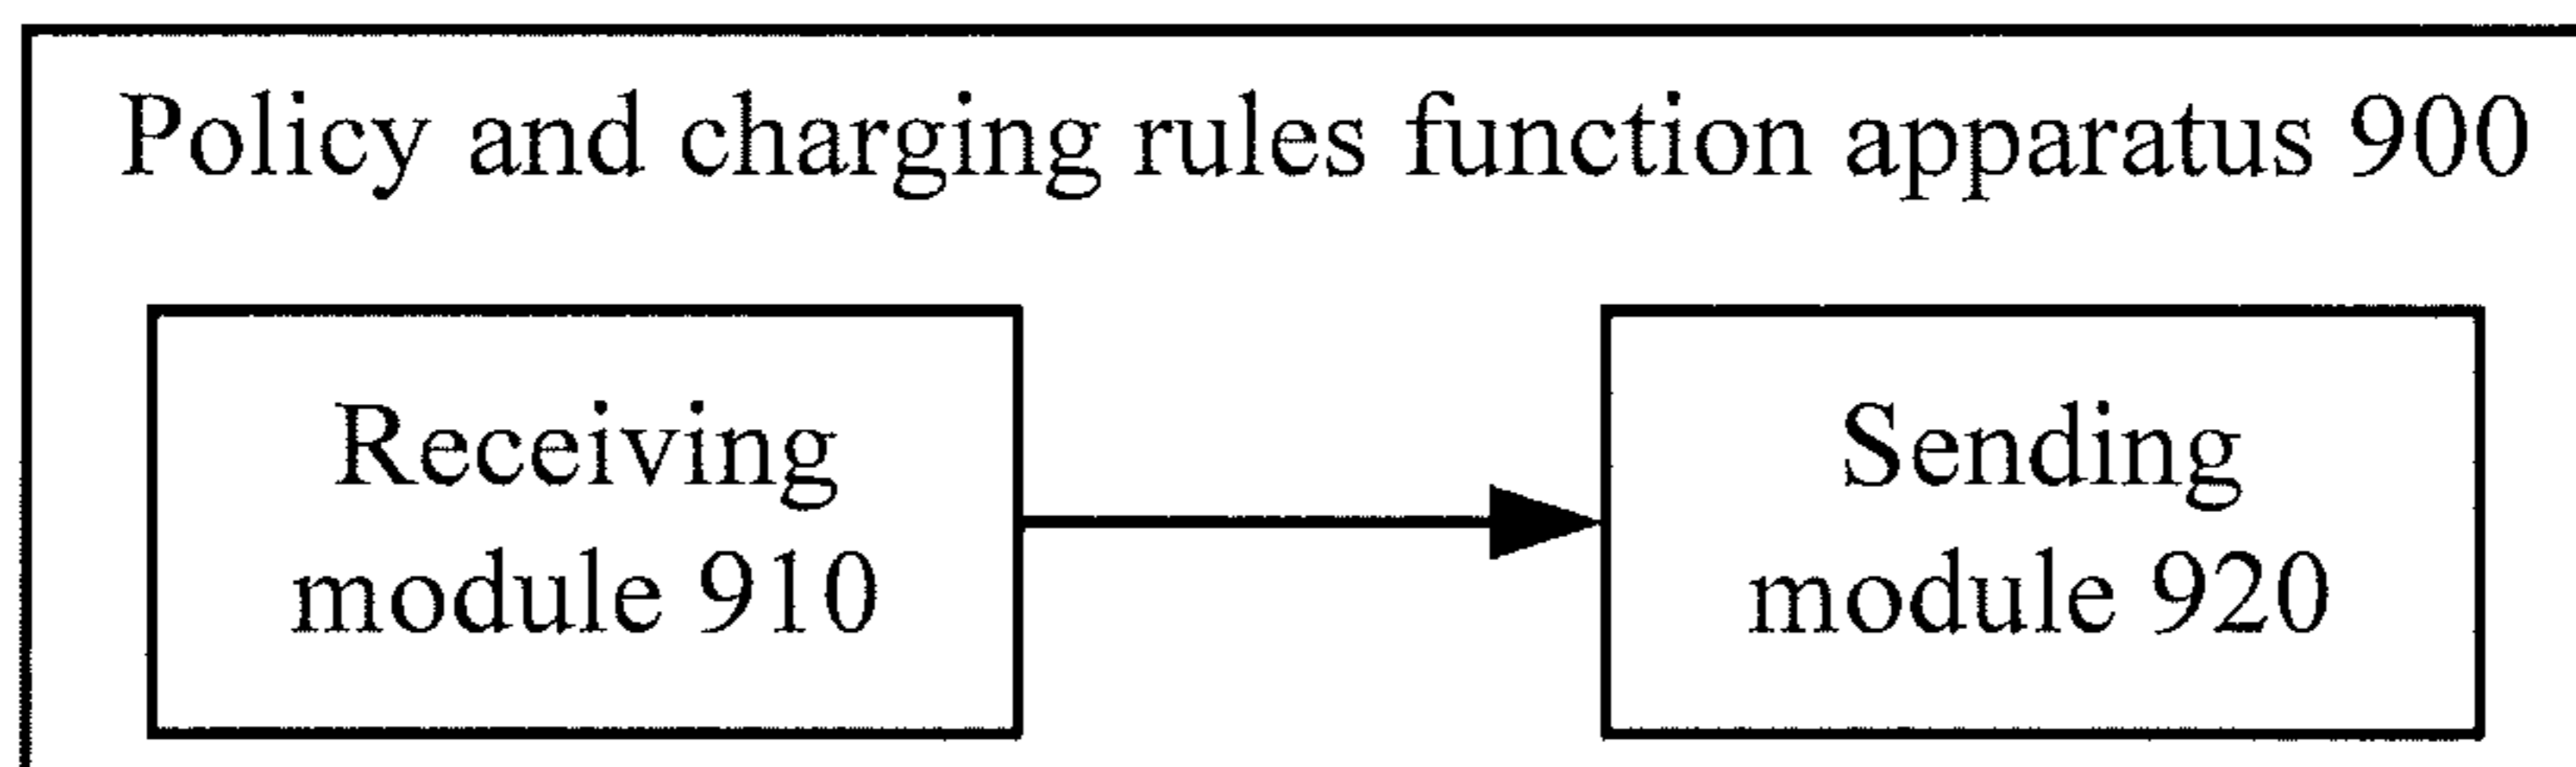 Policy and charging rules function apparatus 900
Receiving
module 910
Sending
module 920